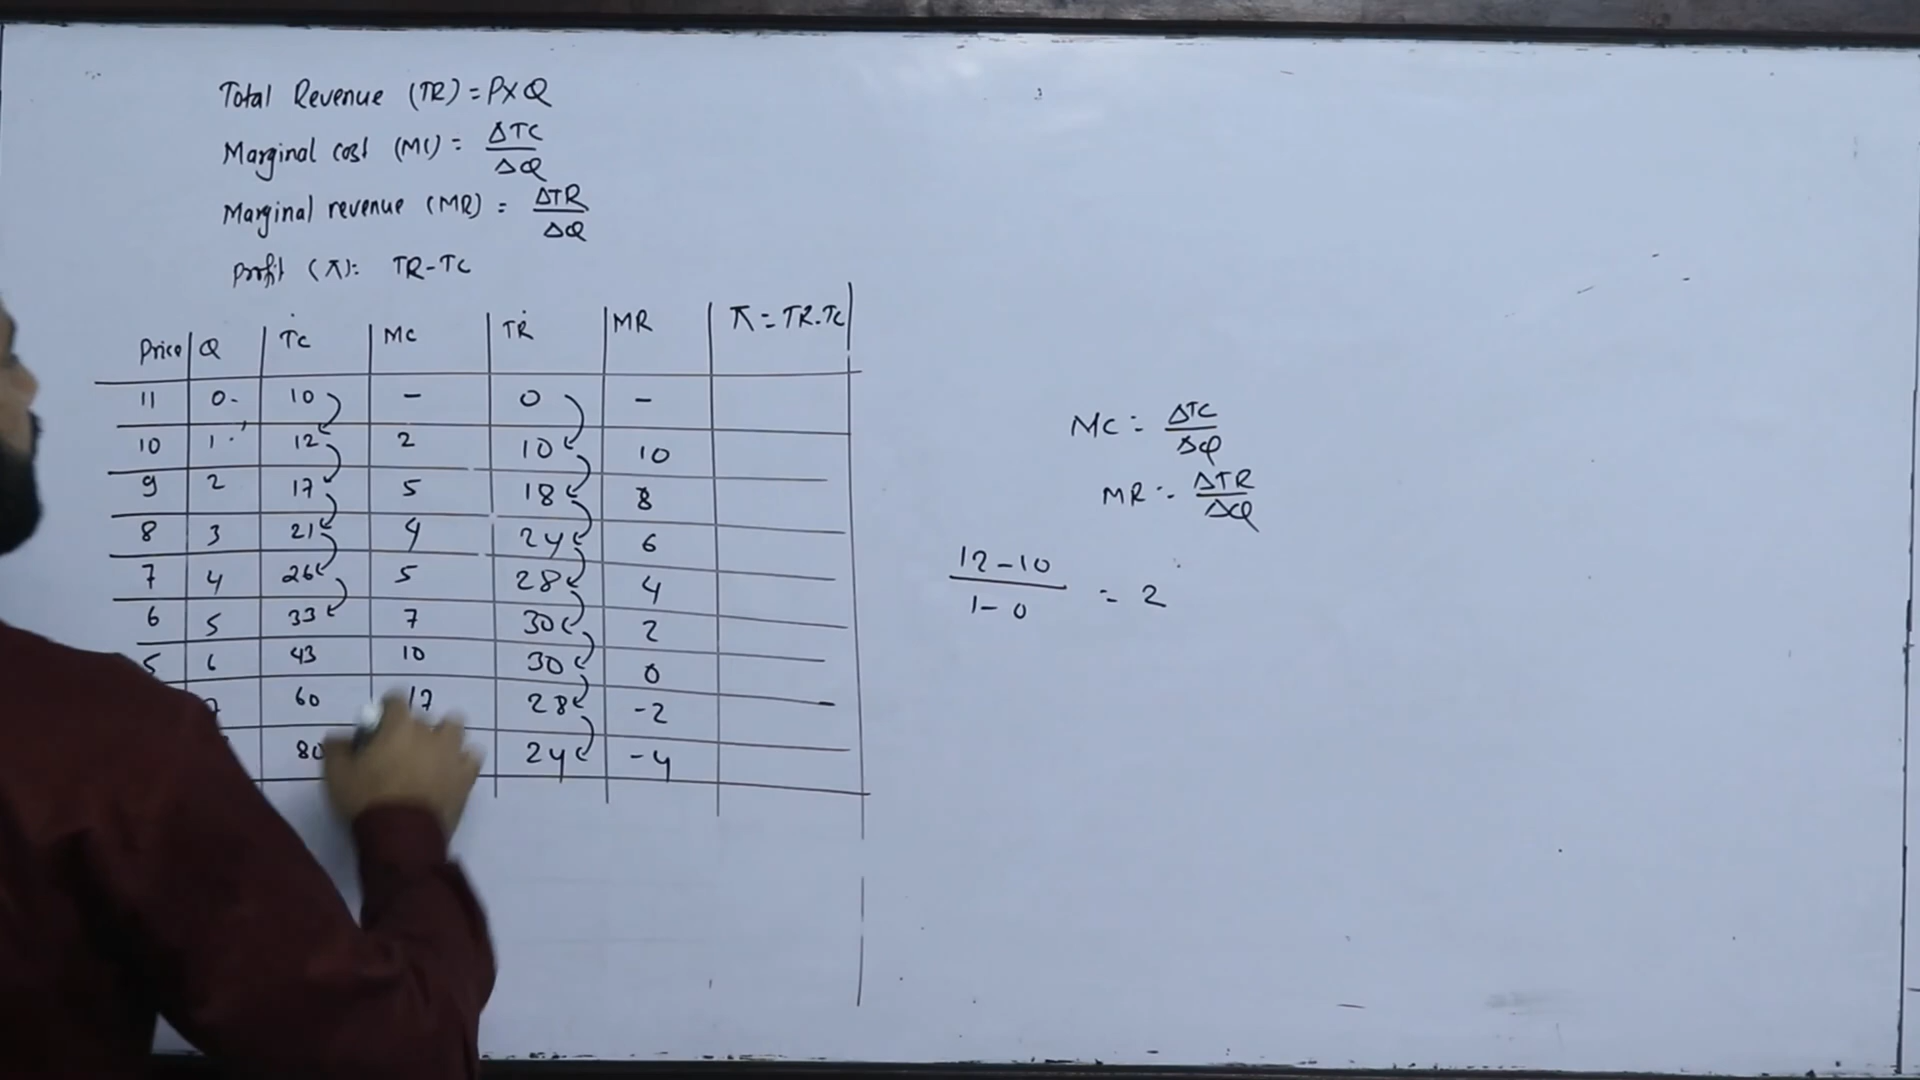 Total Revenue (TR) = P×Q
Marginal cost (MC) = ΔTC/ΔQ
Marginal revenue (MR) = ΔTR/ΔQ
Profit (π): TR-TC
Price Q TC MC TR MR π = TR-TC
11 0 10 - 0 -
10 1 12 2 10 10
9 2 17 5 18 8
8 3 21 4 24 6
7 4 26 5 28 4
6 5 33 7 30 2
5 6 43 10 30 0
60 17 28 -2
80 24 -4
MC = ΔTC/ΔQ
MR = ΔTR/ΔQ
12-10/1-0 = 2